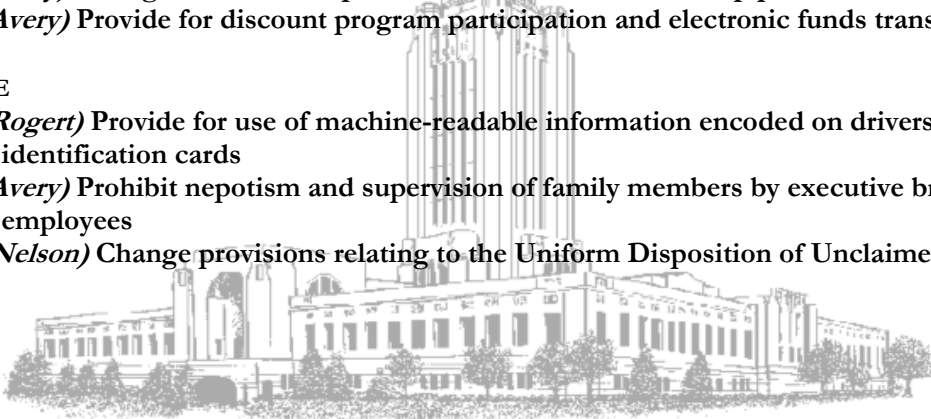 Avery) Provide for discount program participation and electronic funds trans
E
Rogert) Provide for use of machine-readable information encoded on drivers
identification cards
Avery) Prohibit nepotism and supervision of family members by executive br
employees
Nelson) Change provisions relating to the Uniform Disposition of Unclaime